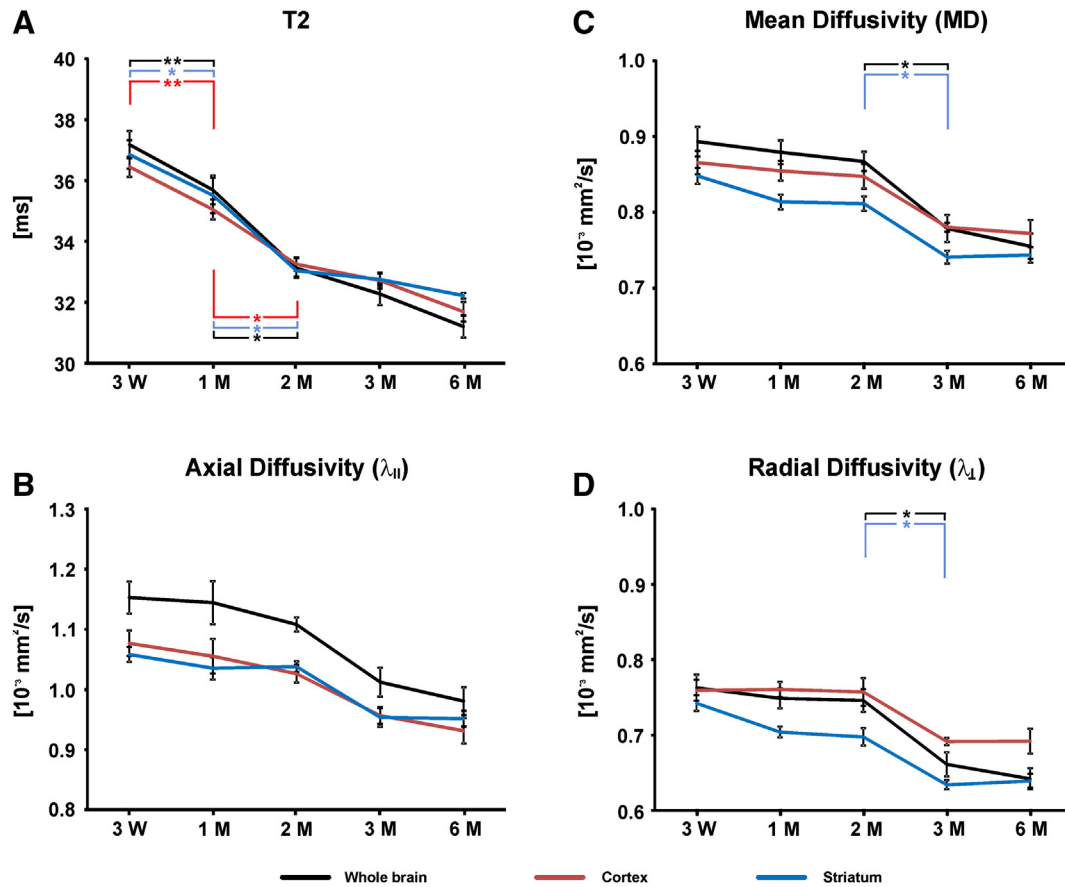 A
T2
40
38
36
34
32
30
[ms]
**
*
**
*
*
*
3 W 1 M 2 M 3 M 6 M
C
Mean Diffusivity (MD)
1.0
0.9
0.8
0.7
0.6
[10⁻³ mm²/s]
*
*
3 W 1 M 2 M 3 M 6 M
B
Axial Diffusivity (λ||)
1.3
1.2
1.1
1.0
0.9
0.8
[10⁻³ mm²/s]
3 W 1 M 2 M 3 M 6 M
D
Radial Diffusivity (λ⊥)
1.0
0.9
0.8
0.7
0.6
[10⁻³ mm²/s]
*
*
3 W 1 M 2 M 3 M 6 M
Whole brain Cortex Striatum